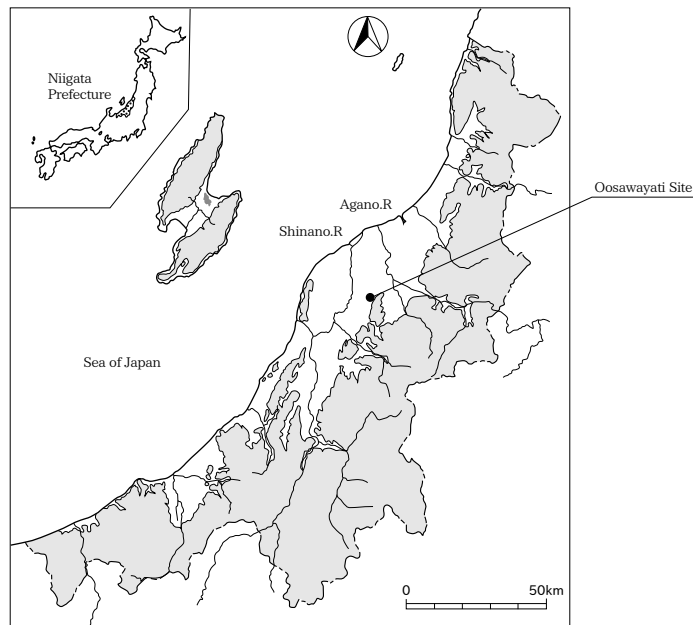 Niigata
Prefecture
Oosawayati Site
Agano.R
Shinano.R
Sea of Japan
0 50km